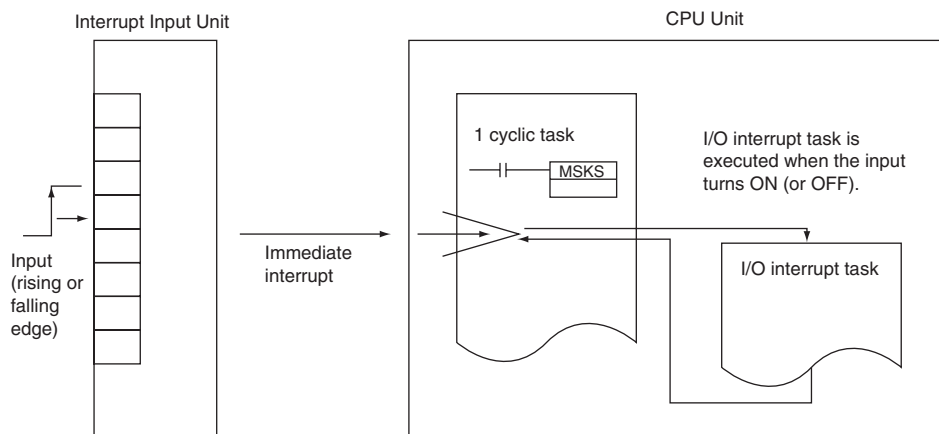 Interrupt Input Unit
CPU Unit
1 cyclic task
MSKS
I/O interrupt task is
executed when the input
turns ON (or OFF).
Input
(rising or
falling
edge)
Immediate
interrupt
I/O interrupt task